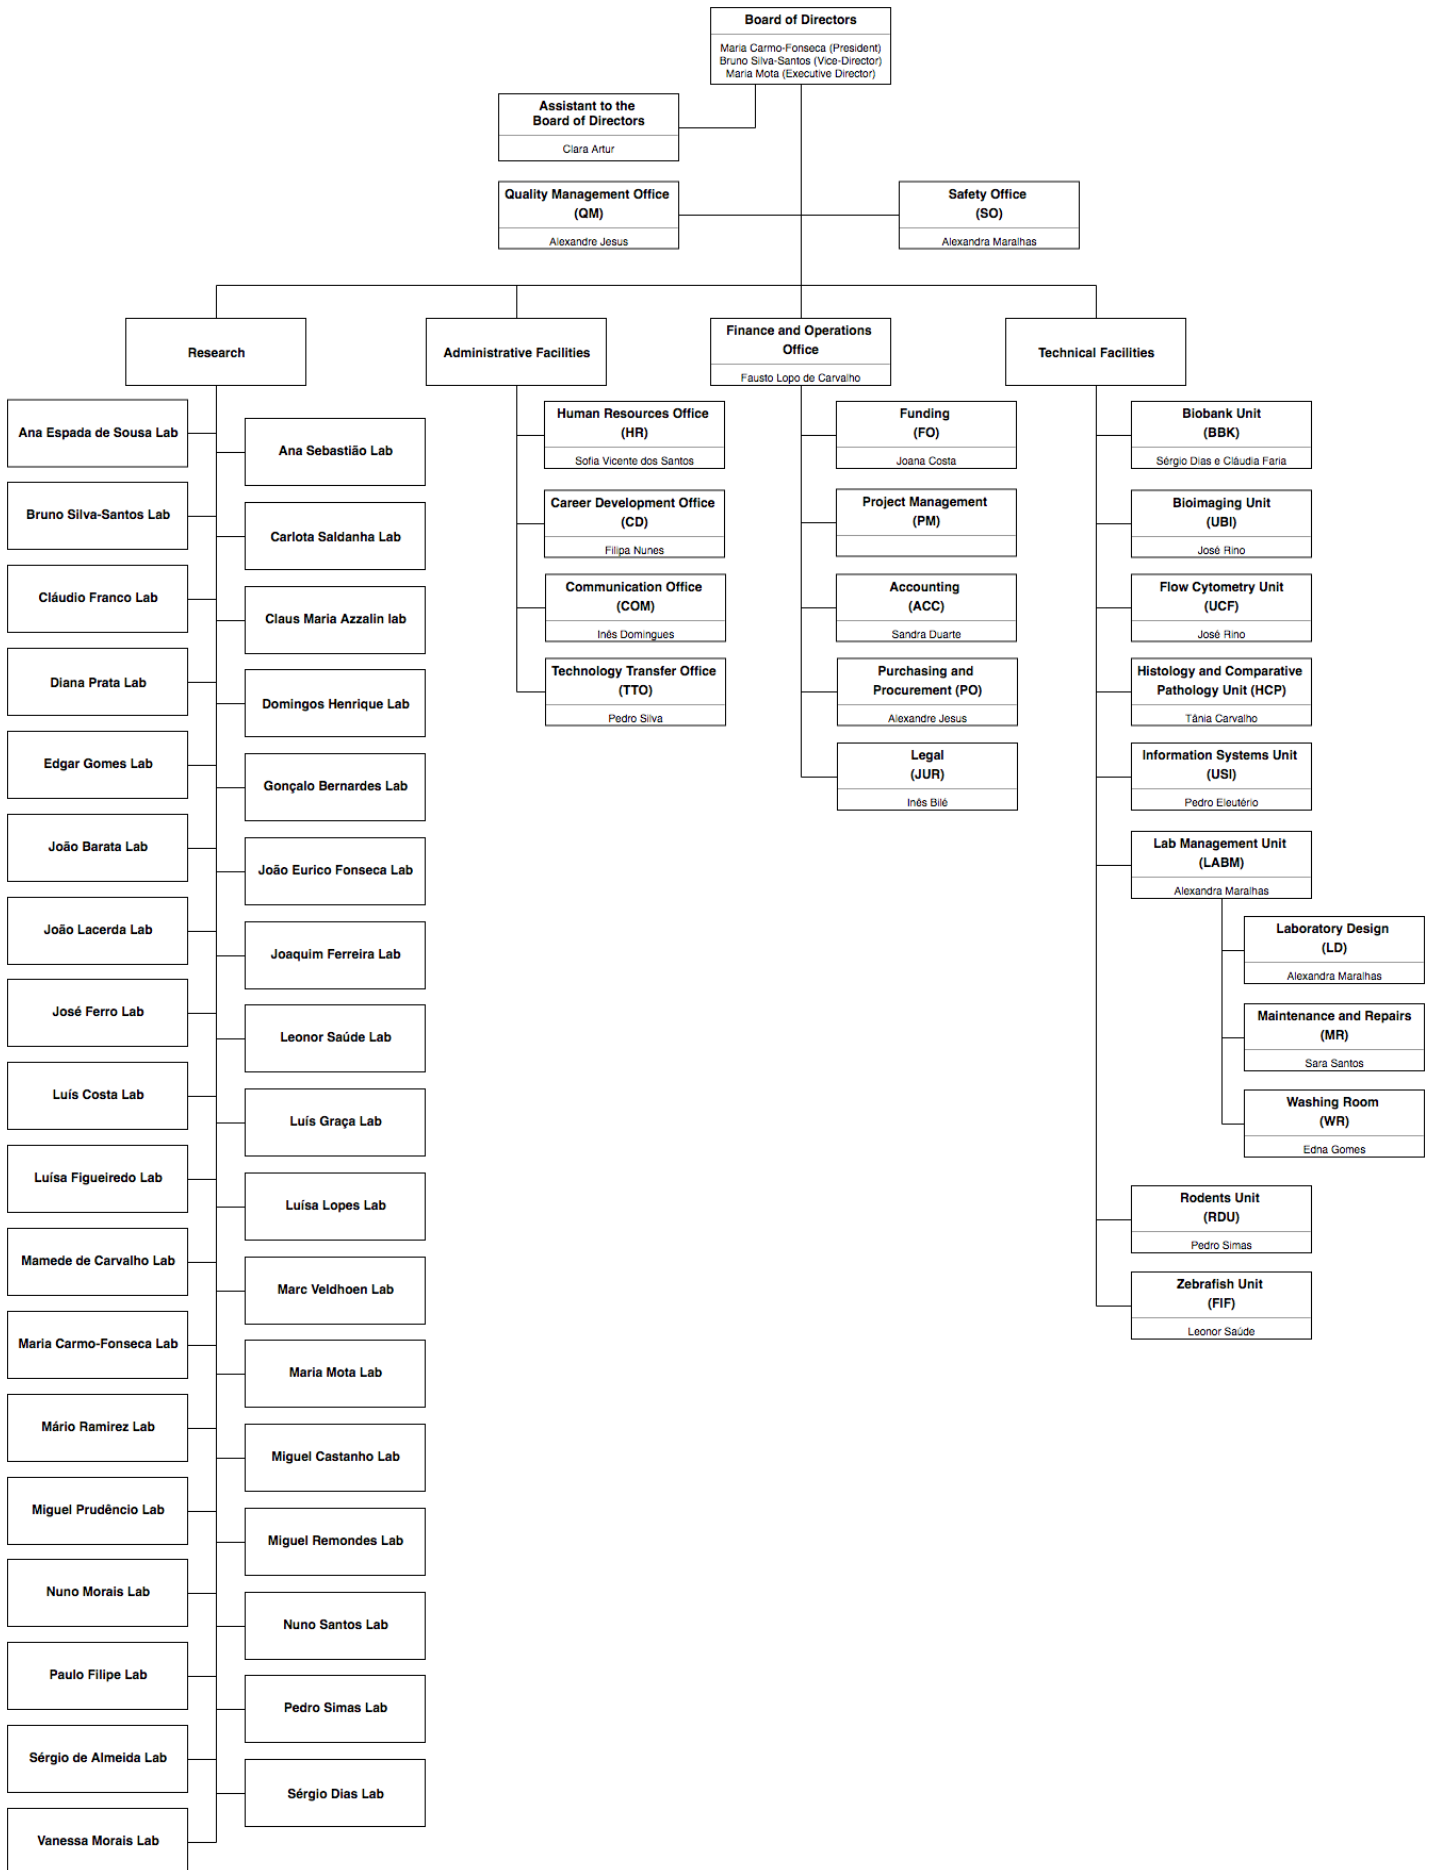 Board of Directors
Maria Carmo-Fonseca (President)
Bruno Silva-Santos (Vice-Director)
Maria Mota (Executive Director)
Assistant to the
Board of Directors
Clara Artur
Quality Management Office
(QM)
Alexandre Jesus
Safety Office
(SO)
Alexandra Maralhas
Research
Ana Espada de Sousa Lab
Ana Sebastião Lab
Bruno Silva-Santos Lab
Carlota Saldanha Lab
Cláudio Franco Lab
Claus Maria Azzalin lab
Diana Prata Lab
Domingos Henrique Lab
Edgar Gomes Lab
Gonçalo Bernardes Lab
João Barata Lab
João Eurico Fonseca Lab
João Lacerda Lab
Joaquim Ferreira Lab
José Ferro Lab
Leonor Saúde Lab
Luís Costa Lab
Luís Graça Lab
Luísa Figueiredo Lab
Luísa Lopes Lab
Mamede de Carvalho Lab
Marc Veldhoen Lab
Maria Carmo-Fonseca Lab
Maria Mota Lab
Mário Ramirez Lab
Miguel Castanho Lab
Miguel Prudêncio Lab
Miguel Remondes Lab
Nuno Morais Lab
Nuno Santos Lab
Paulo Filipe Lab
Pedro Simas Lab
Sérgio de Almeida Lab
Sérgio Dias Lab
Vanessa Morais Lab
Administrative Facilities
Human Resources Office
(HR)
Sofia Vicente dos Santos
Career Development Office
(CD)
Filipa Nunes
Communication Office
(COM)
Inês Domingues
Technology Transfer Office
(TTO)
Pedro Silva
Finance and Operations
Office
Fausto Lopo de Carvalho
Funding
(FO)
Joana Costa
Project Management
(PM)
Accounting
(ACC)
Sandra Duarte
Purchasing and
Procurement (PO)
Alexandre Jesus
Legal
(JUR)
Inês Bilé
Technical Facilities
Biobank Unit
(BBK)
Sérgio Dias e Cláudia Faria
Bioimaging Unit
(UBI)
José Rino
Flow Cytometry Unit
(UCF)
José Rino
Histology and Comparative
Pathology Unit (HCP)
Tânia Carvalho
Information Systems Unit
(USI)
Pedro Eleutério
Lab Management Unit
(LABM)
Alexandra Maralhas
Laboratory Design
(LD)
Alexandra Maralhas
Maintenance and Repairs
(MR)
Sara Santos
Washing Room
(WR)
Edna Gomes
Rodents Unit
(RDU)
Pedro Simas
Zebrafish Unit
(FIF)
Leonor Saúde